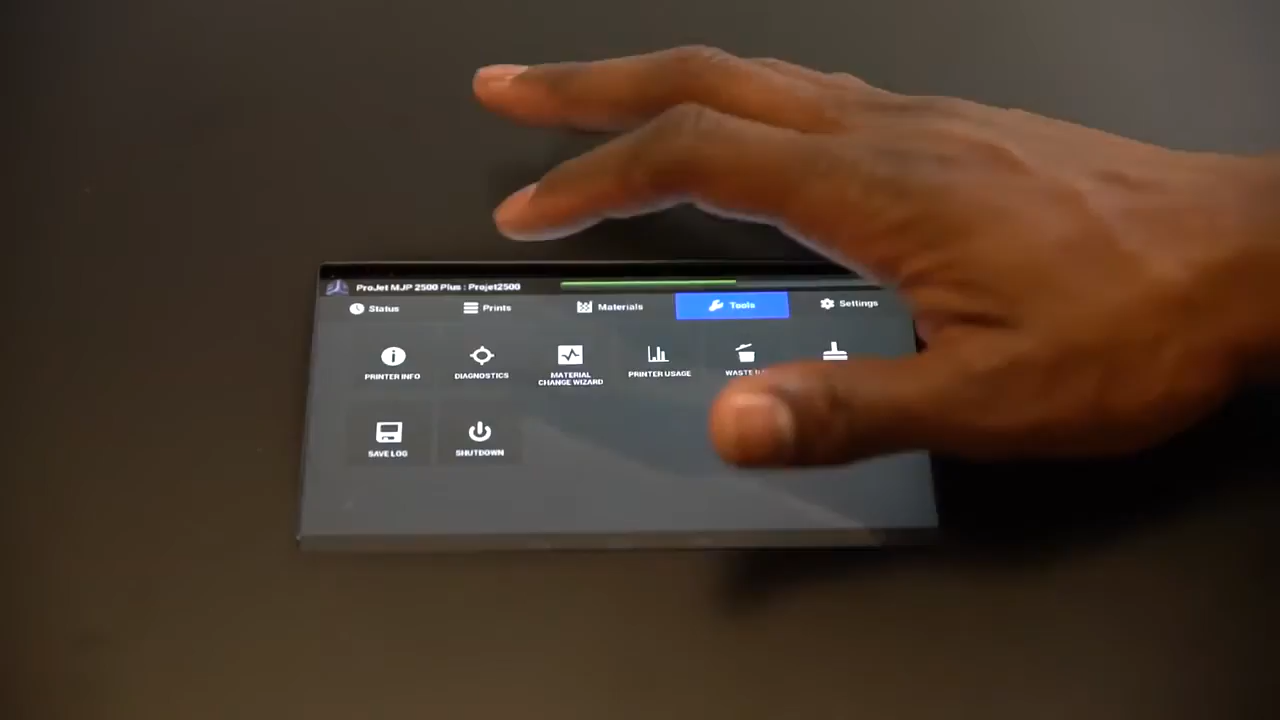 ProJet MJP 2500 Plus : Projet2500
Status
Prints
Materials
Tools
Settings
PRINTER INFO
DIAGNOSTICS
MATERIAL
CHANGE WIZARD
PRINTER USAGE
WASTE
SAVE LOG
SHUTDOWN